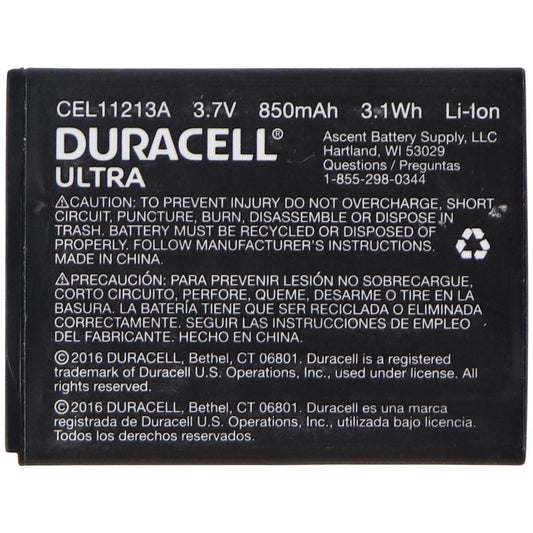 CEL11213A 3.7V 850mAh 3.1Wh Li-Ion
DURACELL®
ULTRA
Ascent Battery Supply, LLC
Hartland, WI 53029
Questions / Preguntas
1-855-298-0344
⚠CAUTION: TO PREVENT INJURY DO NOT OVERCHARGE, SHORT
CIRCUIT, PUNCTURE, BURN, DISASSEMBLE OR DISPOSE IN
TRASH. BATTERY MUST BE RECYCLED OR DISPOSED OF
PROPERLY. FOLLOW MANUFACTURER'S INSTRUCTIONS.
MADE IN CHINA
⚠PRECAUCIÓN: PARA PREVENIR LESIÓN NO SOBRECARGUE,
CORTO CIRCUITO, PERFORE, QUEME, DESARME O TIRE EN LA
BASURA. LA BATERÍA TIENE QUE SER RECICLADA O
DESECHADA APROPIADAMENTE. SIGA INSTRUCCIONES DE EMPLEO
DEL FABRICANTE. HECHO EN CHINA
©2016 DURACELL, Bethel, CT 06801. Duracell is a registered
trademark of Duracell U.S. Operations, Inc., used under license.
All rights reserved.
©2016 DURACELL, Bethel, CT 06801. Duracell es una marca
registrada de Duracell U.S. Operations, Inc., usada bajo licencia.
Todos los derechos reservados.